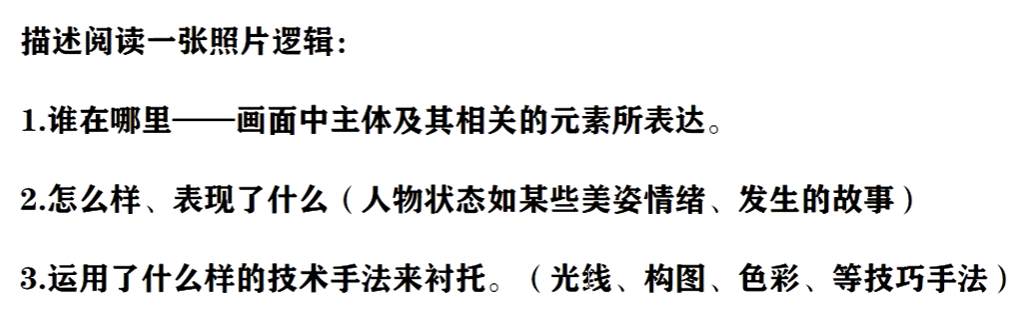 描述阅读一张照片逻辑：
1.谁在哪里——画面中主体及其相关的元素所表达。
2.怎么样、表现了什么（人物状态如某些美姿情绪、发生的故事）
3.运用了什么样的技术手法来衬托。（光线、构图、色彩、等技巧手法）